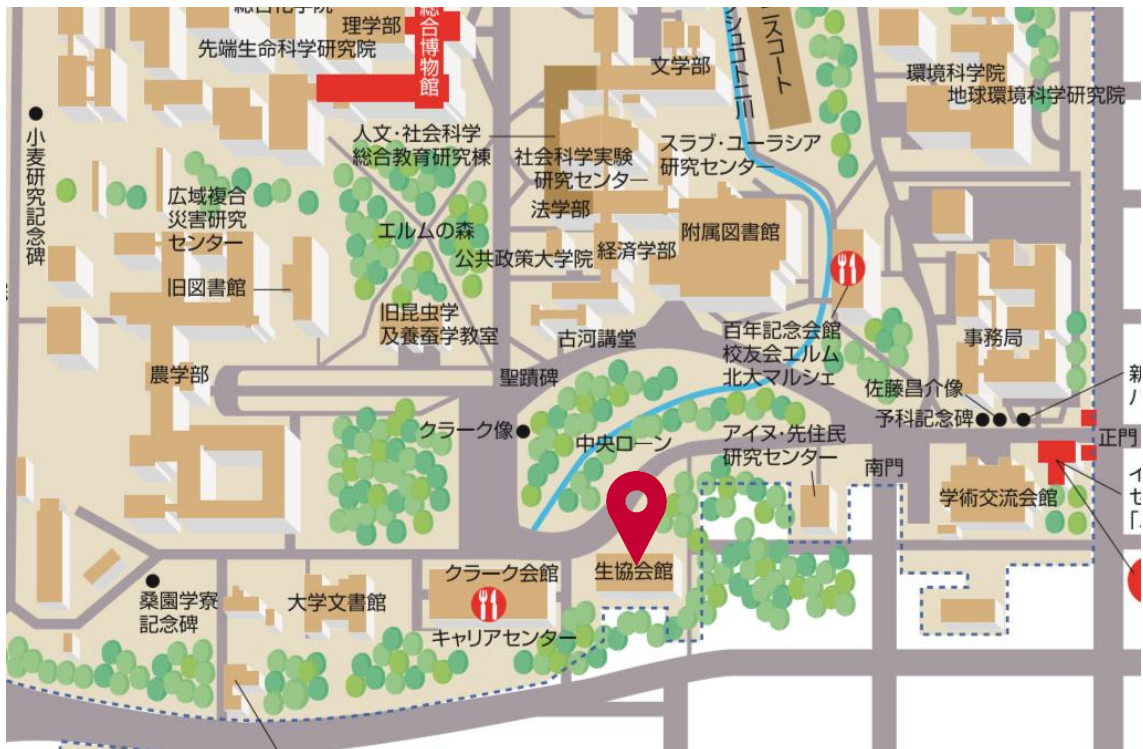 理学部
総合博物館
先端生命科学研究院
文学部
環境科学院
地球環境科学研究院
小麦研究記念碑
人文・社会科学
総合教育研究棟
社会科学実験
研究センター
スラブ・ユーラシア
研究センター
広域複合
災害研究
センター
法学部
エルムの森
公共政策大学院
経済学部
附属図書館
旧図書館
旧昆虫学
及養蚕学教室
古河講堂
百年記念会館
校友会エルム
北大マルシェ
事務局
農学部
聖蹟碑
佐藤昌介像
予科記念碑
クラーク像
中央ローン
アイヌ・先住民
研究センター
南門
正門
学術交流会館
クラーク会館
生協会館
桑園学寮
記念碑
大学文書館
キャリアセンター